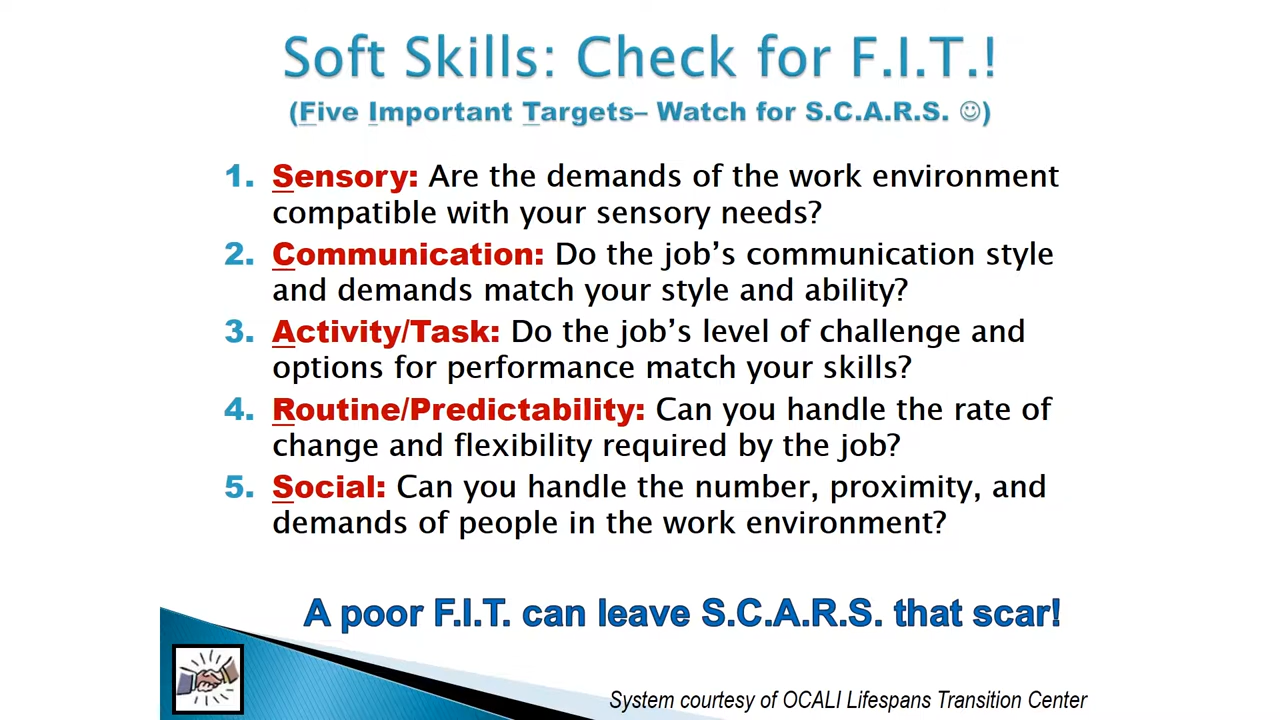 Soft Skills: Check for F.I.T.!
(Five Important Targets– Watch for S.C.A.R.S. ☺)
1. Sensory: Are the demands of the work environment
compatible with your sensory needs?
2. Communication: Do the job’s communication style
and demands match your style and ability?
3. Activity/Task: Do the job’s level of challenge and
options for performance match your skills?
4. Routine/Predictability: Can you handle the rate of
change and flexibility required by the job?
5. Social: Can you handle the number, proximity, and
demands of people in the work environment?
A poor F.I.T. can leave S.C.A.R.S. that scar!
System courtesy of OCALI Lifespans Transition Center